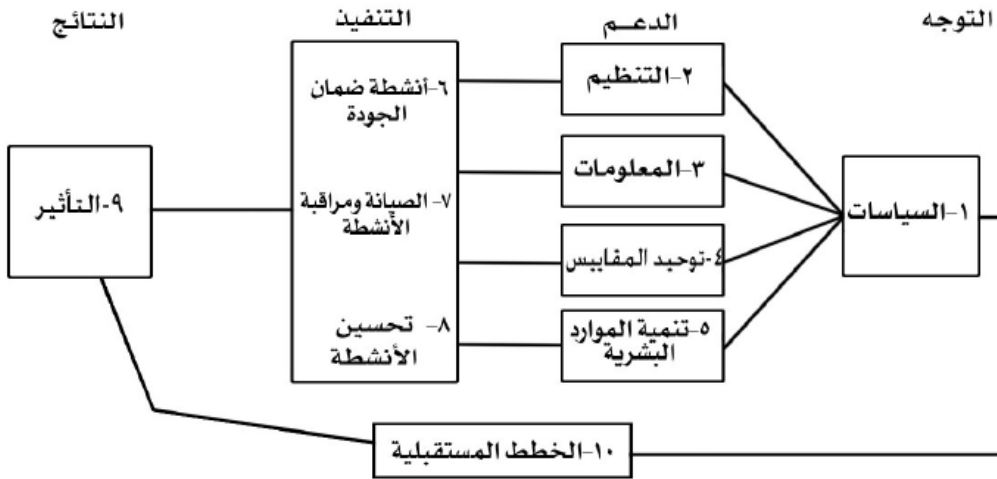 التوجه
الدعـم
التنفيذ
النتائج
١-السياسات
٢-التنظيم
٣-المعلومات
٤-توحيد المقاييس
٥-تنمية الموارد
البشرية
٦-أنشطة ضمان
الجودة
٧-الصيانة ومراقبة
الأنشطة
٨- تحسين
الأنشطة
٩-التأثير
١٠-الخطط المستقبلية